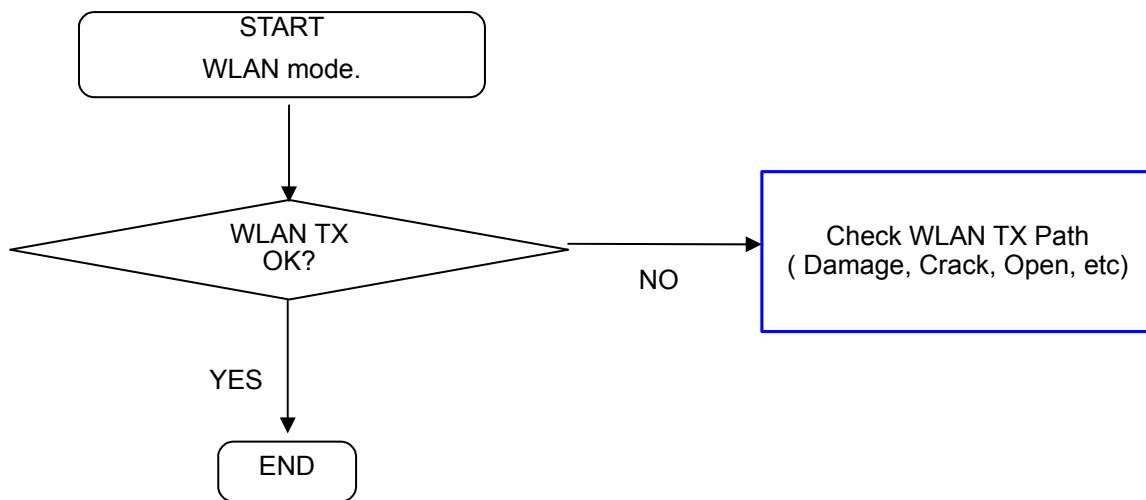 START
WLAN mode.
WLAN TX
OK?
NO
Check WLAN TX Path
( Damage, Crack, Open, etc)
YES
END